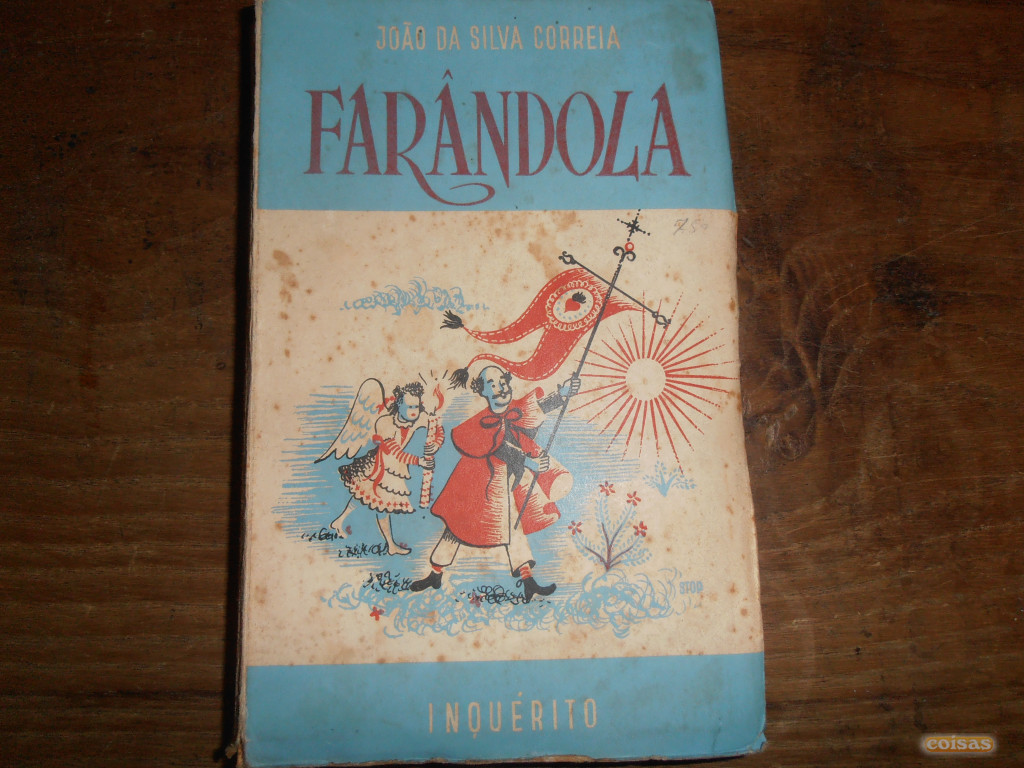 JOÃO DA SILVA CORREIA
FARÂNDOLA
INQUÉRITO
coisas